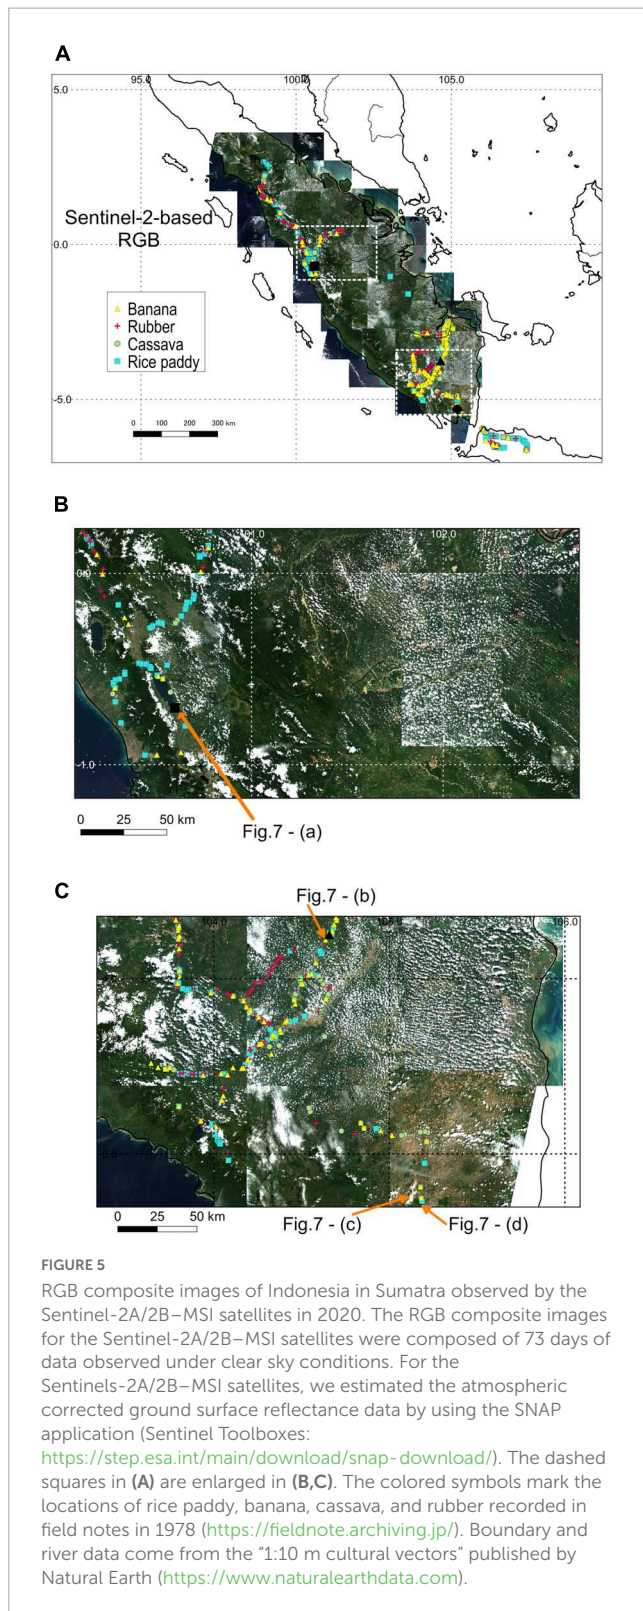 A
95.0
100.0
105.0
5.0
Sentinel-2-based
RGB
0.0
Banana
Rubber
Cassava
Rice paddy
-5.0
0 100 200 300 km
B
101.0
102.0
0.0
-1.0
0 25 50 km
Fig.7 - (a)
C
Fig.7 - (b)
104.0
105.0
106.0
-5.0
0 25 50 km
Fig.7 - (c)
Fig.7 - (d)
FIGURE 5
RGB composite images of Indonesia in Sumatra observed by the
Sentinel-2A/2B–MSI satellites in 2020. The RGB composite images
for the Sentinel-2A/2B–MSI satellites were composed of 73 days of
data observed under clear sky conditions. For the
Sentinels-2A/2B–MSI satellites, we estimated the atmospheric
corrected ground surface reflectance data by using the SNAP
application (Sentinel Toolboxes:
https://step.esa.int/main/download/snap-download/). The dashed
squares in (A) are enlarged in (B,C). The colored symbols mark the
locations of rice paddy, banana, cassava, and rubber recorded in
field notes in 1978 (https://fieldnote.archiving.jp/). Boundary and
river data come from the “1:10 m cultural vectors” published by
Natural Earth (https://www.naturalearthdata.com).